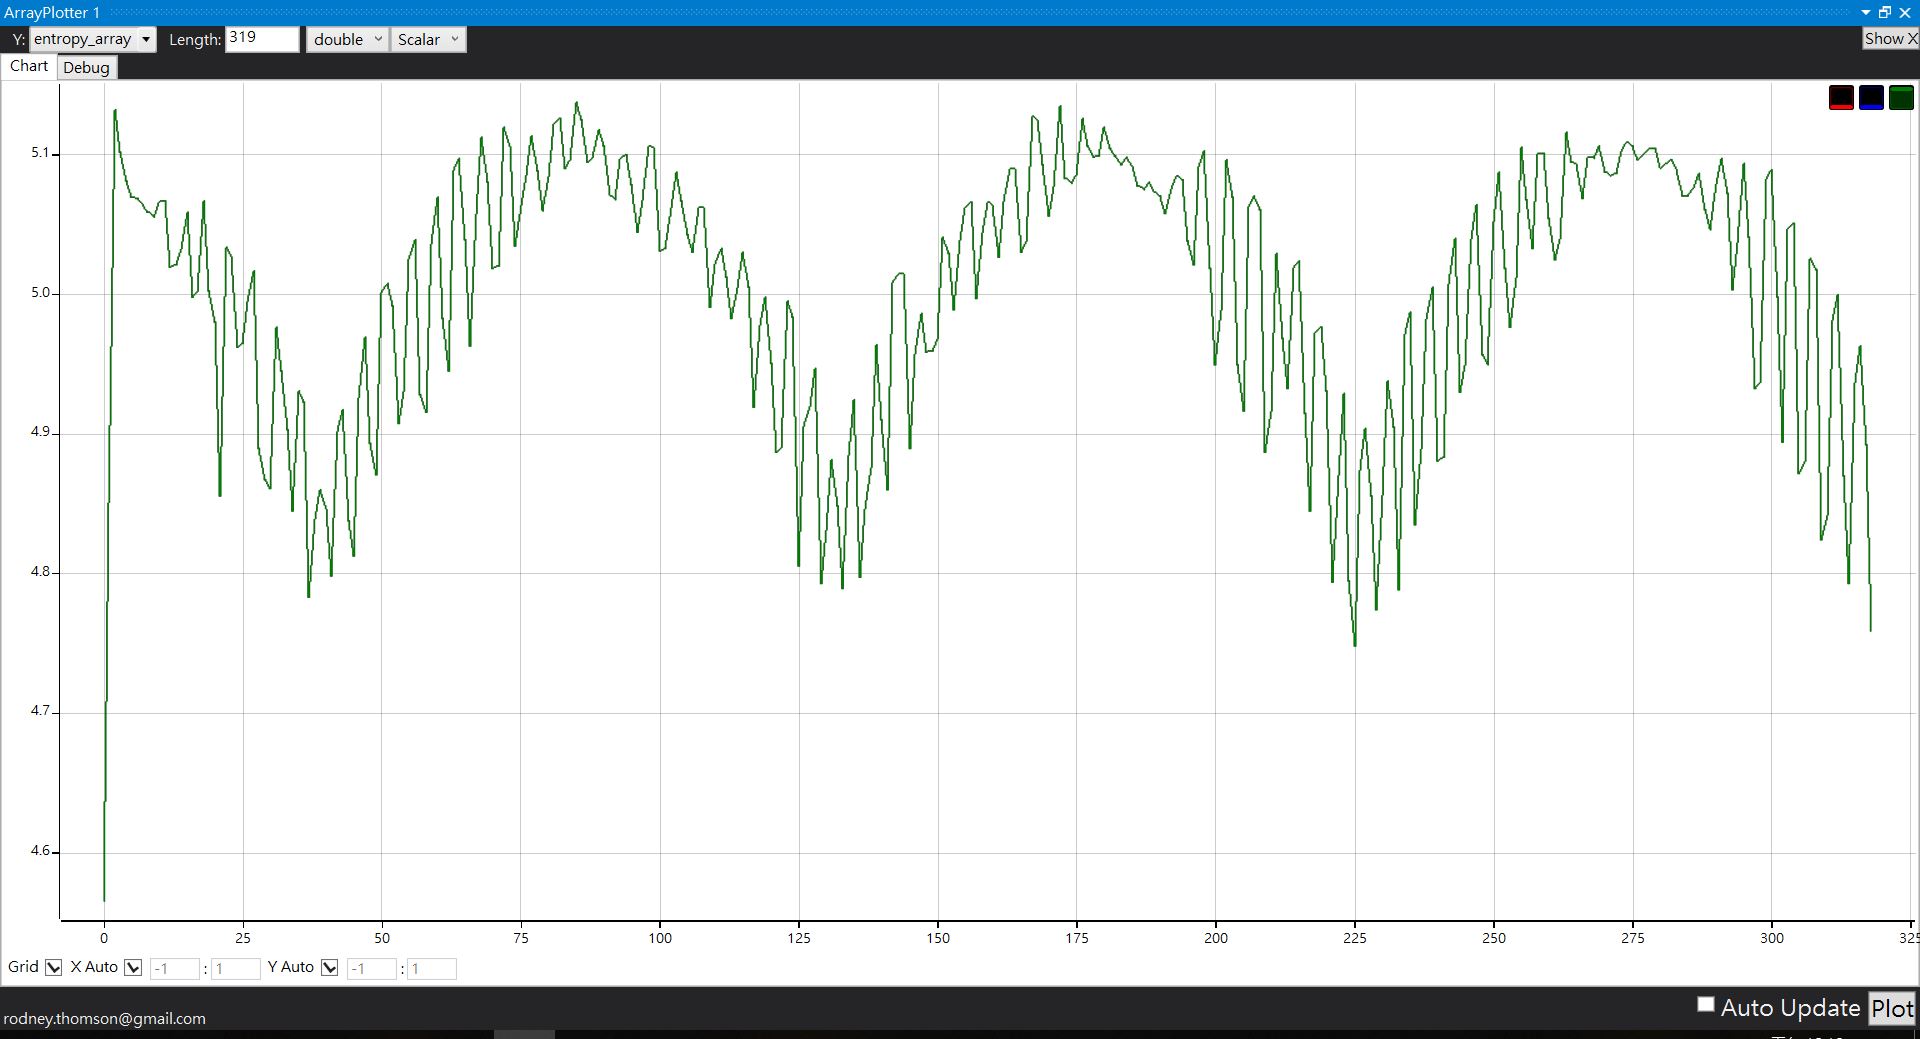 ArrayPlotter 1
Y: entropy_array Length: 319 double Scalar Show X
Chart Debug
5.1
5.0
4.9
4.8
4.7
4.6
0 25 50 75 100 125 150 175 200 225 250 275 300 325
Grid X Auto -1 : 1 Y Auto -1 : 1
Auto Update Plot
rodney.thomson@gmail.com